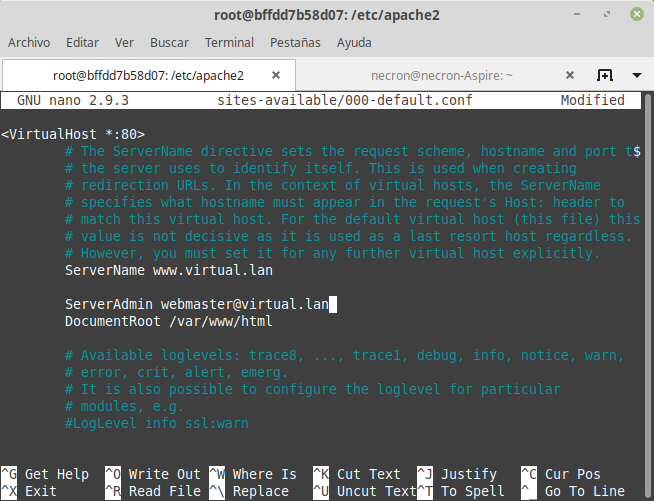 root@bffdd7b58d07: /etc/apache2
Archivo Editar Ver Buscar Terminal Pestañas Ayuda
root@bffdd7b58d07: /etc/apache2 × necron@necron-Aspire: ~ ×
GNU nano 2.9.3 sites-available/000-default.conf Modified
<VirtualHost *:80>
# The ServerName directive sets the request scheme, hostname and port t$
# the server uses to identify itself. This is used when creating
# redirection URLs. In the context of virtual hosts, the ServerName
# specifies what hostname must appear in the request's Host: header to
# match this virtual host. For the default virtual host (this file) this
# value is not decisive as it is used as a last resort host regardless.
# However, you must set it for any further virtual host explicitly.
ServerName www.virtual.lan
ServerAdmin webmaster@virtual.lan
DocumentRoot /var/www/html
# Available loglevels: trace8, ..., trace1, debug, info, notice, warn,
# error, crit, alert, emerg.
# It is also possible to configure the loglevel for particular
# modules, e.g.
#LogLevel info ssl:warn
^G Get Help ^O Write Out ^W Where Is ^K Cut Text ^J Justify ^C Cur Pos
^X Exit ^R Read File ^\ Replace ^U Uncut Text ^T To Spell ^_ Go To Line